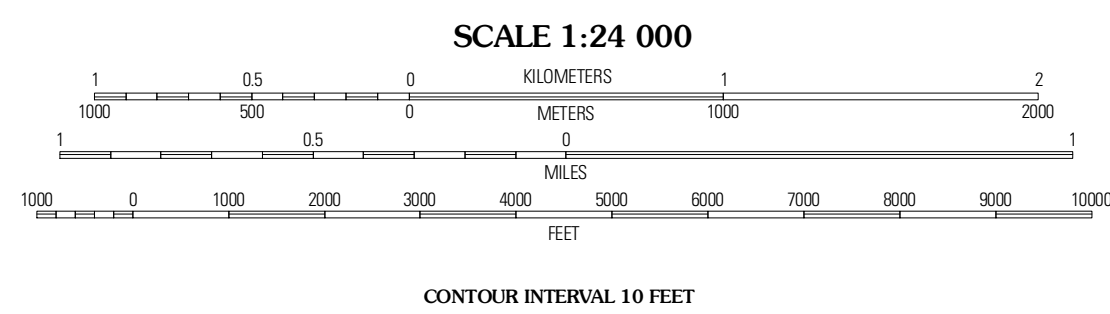 SCALE 1:24 000
1 0.5 0 KILOMETERS 1 2
1000 500 0 METERS 1000 2000
1 0.5 0 1
MILES
1000 0 1000 2000 3000 4000 5000 6000 7000 8000 9000 10000
FEET
CONTOUR INTERVAL 10 FEET